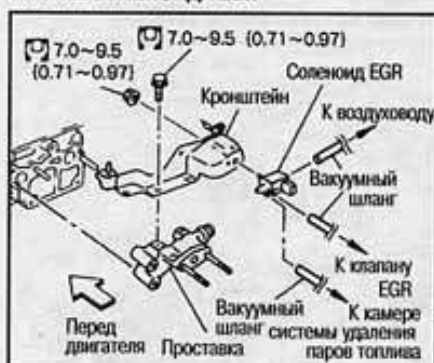 7.0~9.5 (0.71~0.97)
7.0~9.5
(0.71~0.97)
Соленоид EGR
Кронштейн
К воздуховоду
Вакуумный
шланг
К клапану
EGR
Вакуумный
шланг
К камере
системы удаления
паров топлива
Перед
двигателя
Проставка